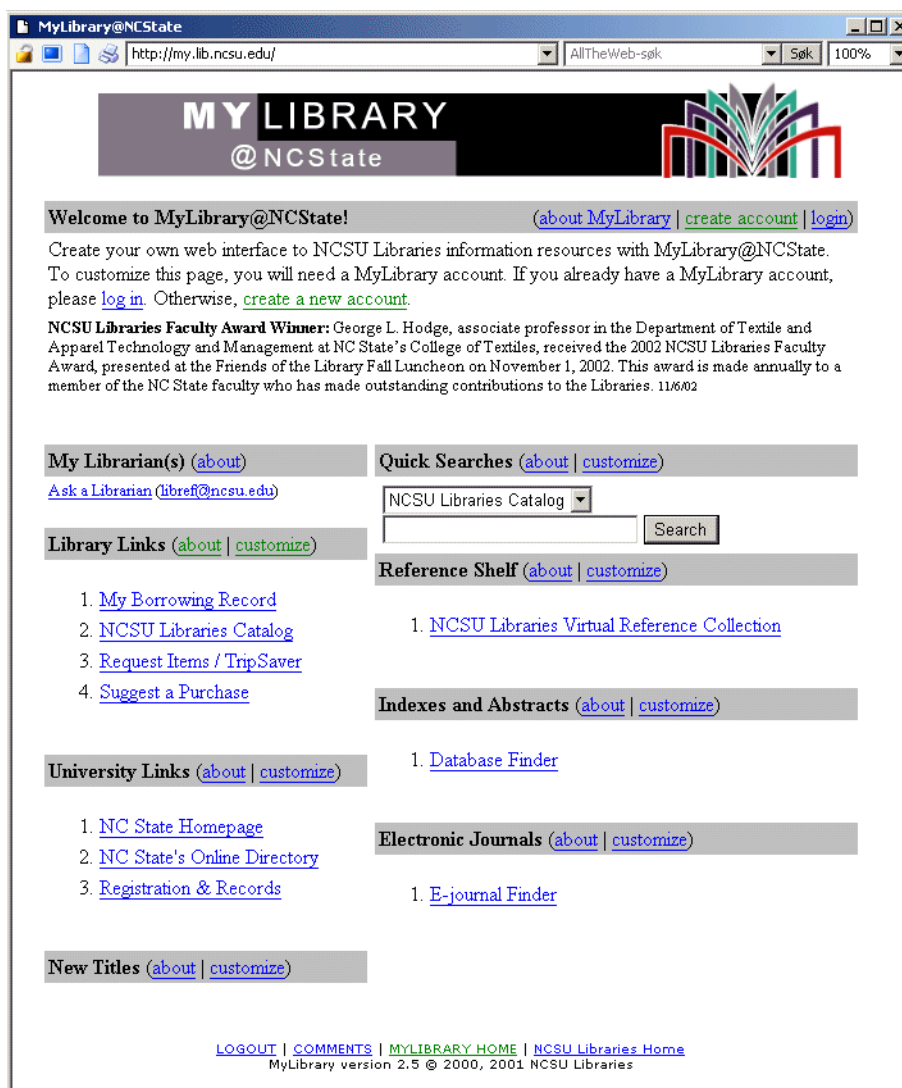 MyLibrary@NCState
http://my.lib.ncsu.edu/ AllTheWeb-søk Søk 100%
MY LIBRARY
@NCState
Welcome to MyLibrary@NCState! (about MyLibrary | create account | login)
Create your own web interface to NCSU Libraries information resources with MyLibrary@NCState.
To customize this page, you will need a MyLibrary account. If you already have a MyLibrary account,
please log in. Otherwise, create a new account.
NCSU Libraries Faculty Award Winner: George L. Hodge, associate professor in the Department of Textile and
Apparel Technology and Management at NC State's College of Textiles, received the 2002 NCSU Libraries Faculty
Award, presented at the Friends of the Library Fall Luncheon on November 1, 2002. This award is made annually to a
member of the NC State faculty who has made outstanding contributions to the Libraries. 11/6/02
My Librarian(s) (about)
Ask a Librarian (libref@ncsu.edu)
Library Links (about | customize)
1. My Borrowing Record
2. NCSU Libraries Catalog
3. Request Items / TripSaver
4. Suggest a Purchase
University Links (about | customize)
1. NC State Homepage
2. NC State's Online Directory
3. Registration & Records
New Titles (about | customize)
Quick Searches (about | customize)
NCSU Libraries Catalog
Search
Reference Shelf (about | customize)
1. NCSU Libraries Virtual Reference Collection
Indexes and Abstracts (about | customize)
1. Database Finder
Electronic Journals (about | customize)
1. E-journal Finder
LOGOUT | COMMENTS | MYLIBRARY HOME | NCSU Libraries Home
MyLibrary version 2.5 © 2000, 2001 NCSU Libraries